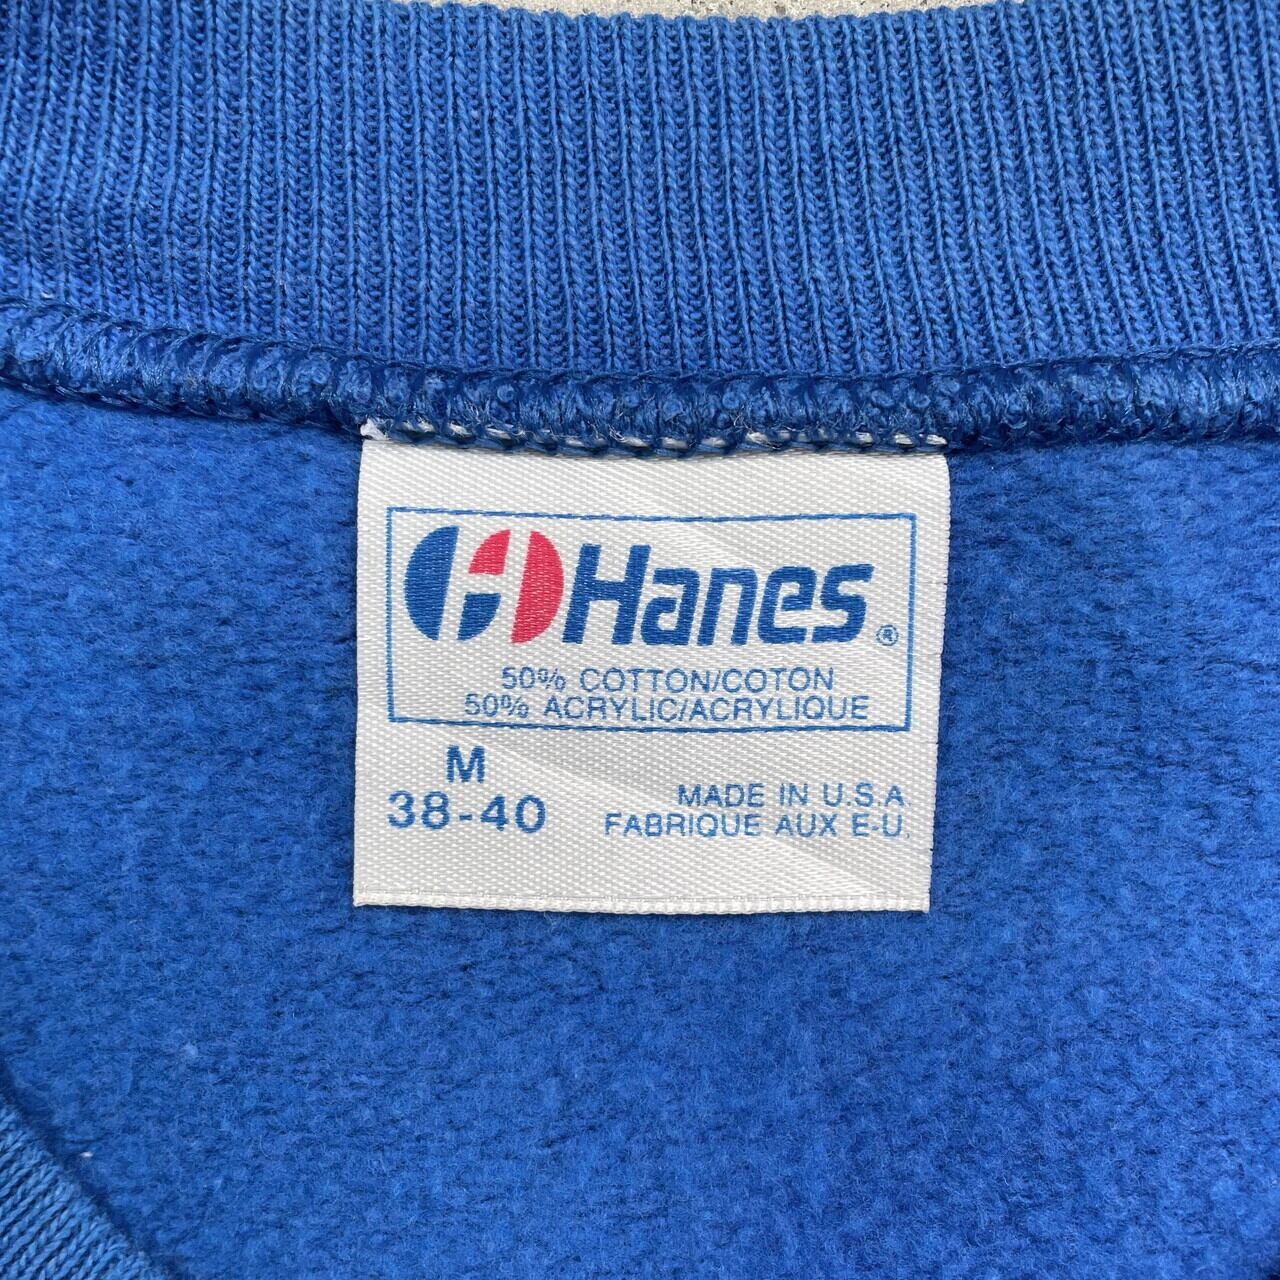 Hanes®
50% COTTON/COTON
50% ACRYLIC/ACRYLIQUE
M
38-40
MADE IN U.S.A.
FABRIQUE AUX E-U.